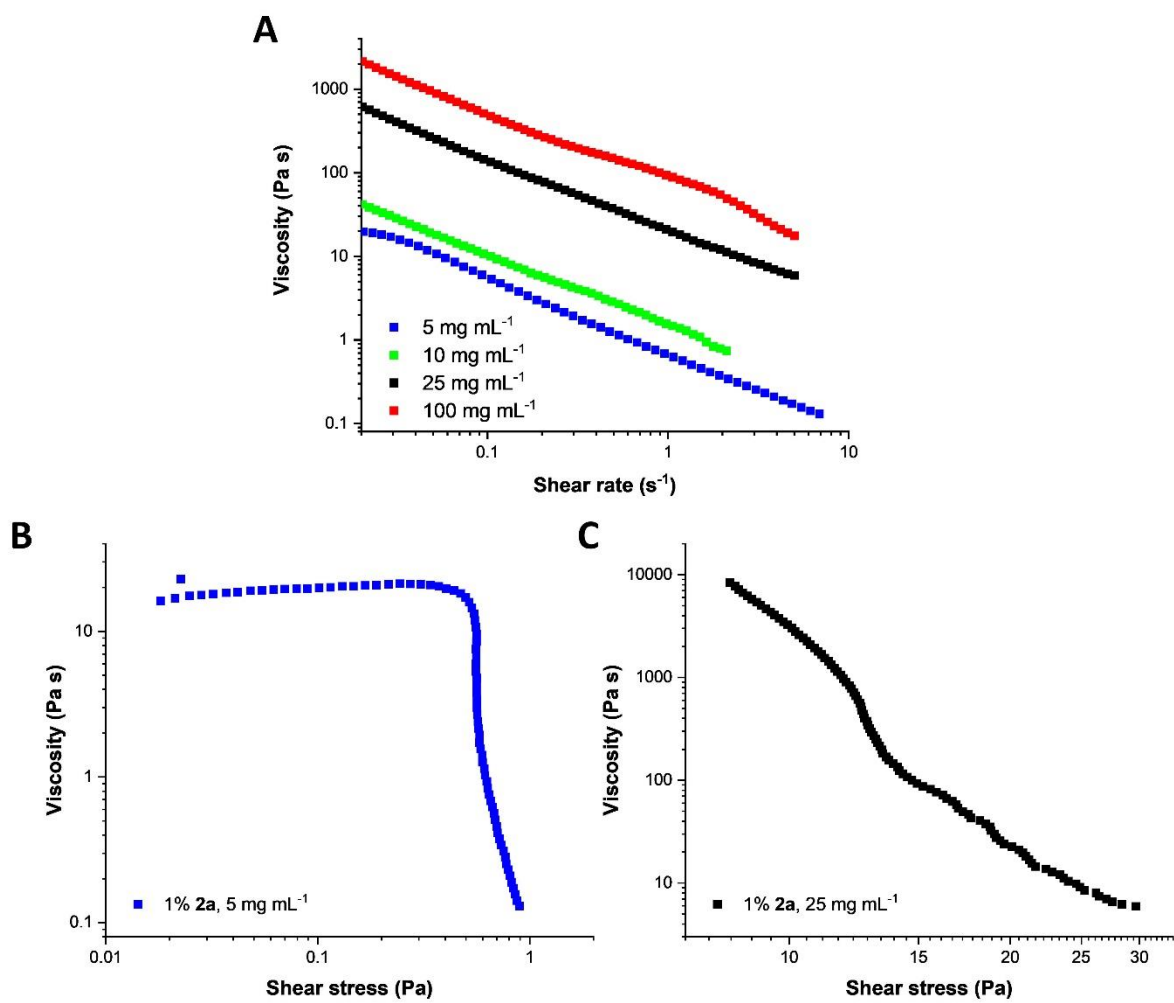 A
Viscosity (Pa s)
1000
100
10
1
0.1
5 mg mL⁻¹
10 mg mL⁻¹
25 mg mL⁻¹
100 mg mL⁻¹
0.1 1 10
Shear rate (s⁻¹)
B
Viscosity (Pa s)
10
1
0.1
1% 2a, 5 mg mL⁻¹
0.01 0.1 1
Shear stress (Pa)
C
Viscosity (Pa s)
10000
1000
100
10
1% 2a, 25 mg mL⁻¹
10 15 20 25 30
Shear stress (Pa)